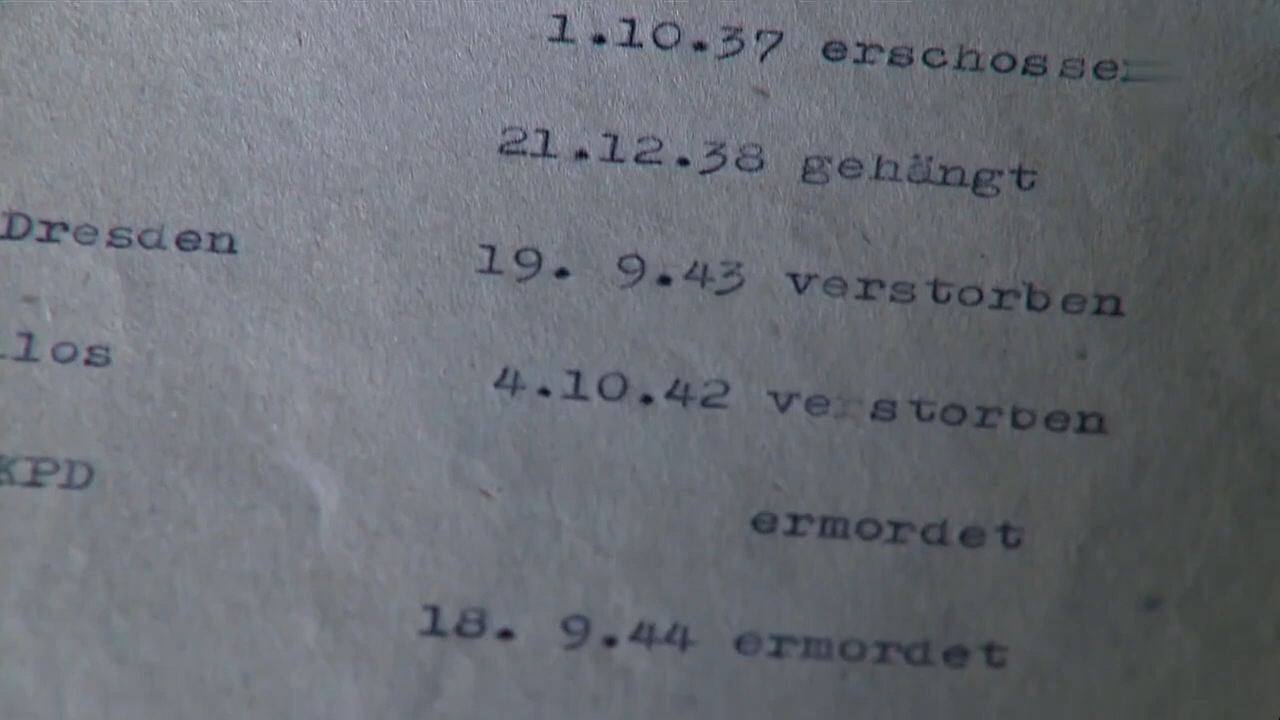 1.10.37 erschossen
21.12.38 gehängt
Dresden 19. 9.43 verstorben
los 4.10.42 verstorben
KPD ermordet
18. 9.44 ermordet